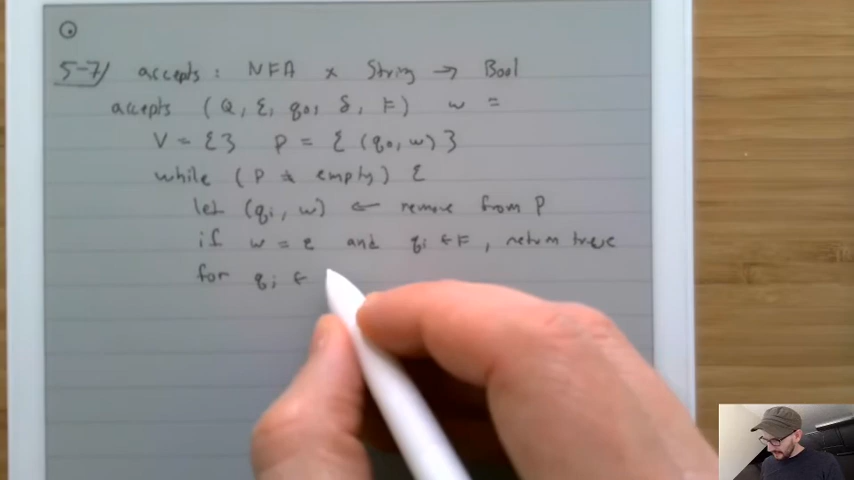 5-7/ accepts : NFA x String → Bool
accepts (Q, Σ, q₀, δ, F) w =
V = {} P = { (q₀, w) }
while (P ≠ empty) {
let (qᵢ, w) ← remove from P
if w = ε and qᵢ ∈ F, return true
for qⱼ ∈